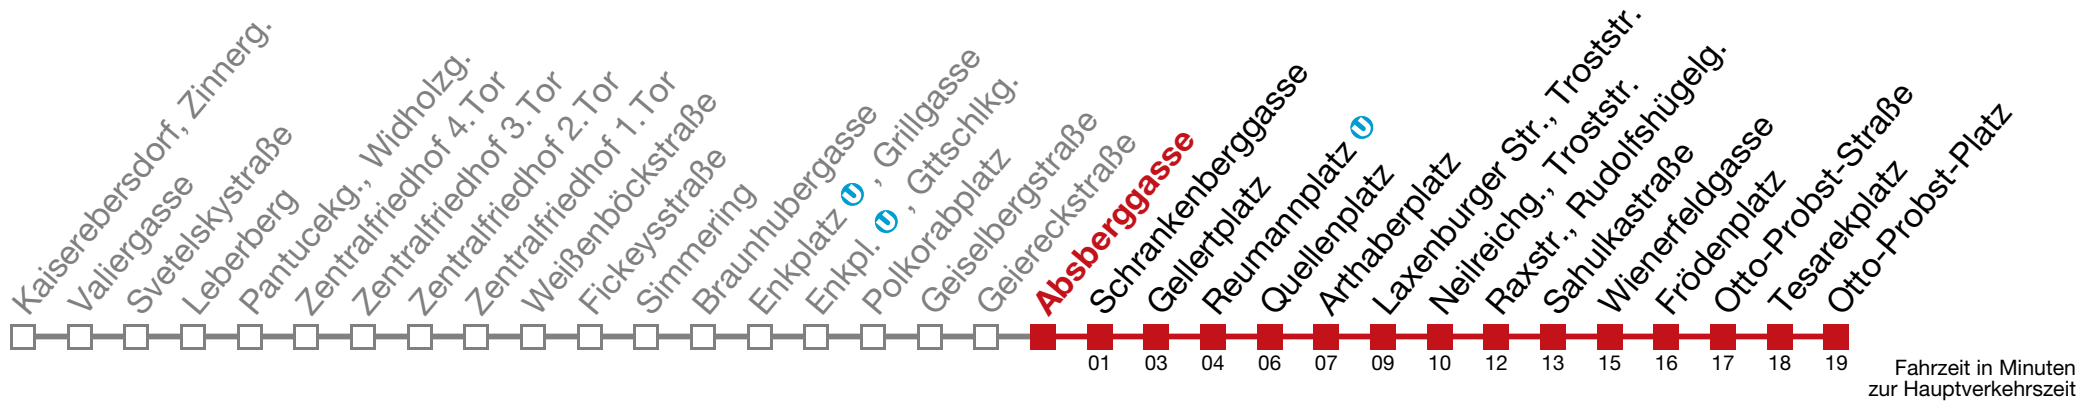 Kaiserebersdorf, Zinnerg.
Valiergasse
Svetelskystraße
Leberberg
Pantucekg., Widholzg.
Zentralfriedhof 4.Tor
Zentralfriedhof 3.Tor
Zentralfriedhof 2.Tor
Zentralfriedhof 1.Tor
Weißenböckstraße
Fickeysstraße
Simmering
Braunhubergasse
Enkplatz U , Grillgasse
Enkpl. U , Gttschlkg.
Polkorabplatz
Geiselbergstraße
Geiereckstraße
Absberggasse
Schrankenberggasse
Gellertplatz
Reumannplatz U
Quellenplatz
Arthaberplatz
Laxenburger Str., Troststr.
Neilreichg., Troststr.
Raxstr., Rudolfshügelg.
Sahulkastraße
Wienerfeldgasse
Frödenplatz
Otto-Probst-Straße
Tesarekplatz
Otto-Probst-Platz
01 03 04 06 07 09 10 12 13 15 16 17 18 19
Fahrzeit in Minuten
zur Hauptverkehrszeit